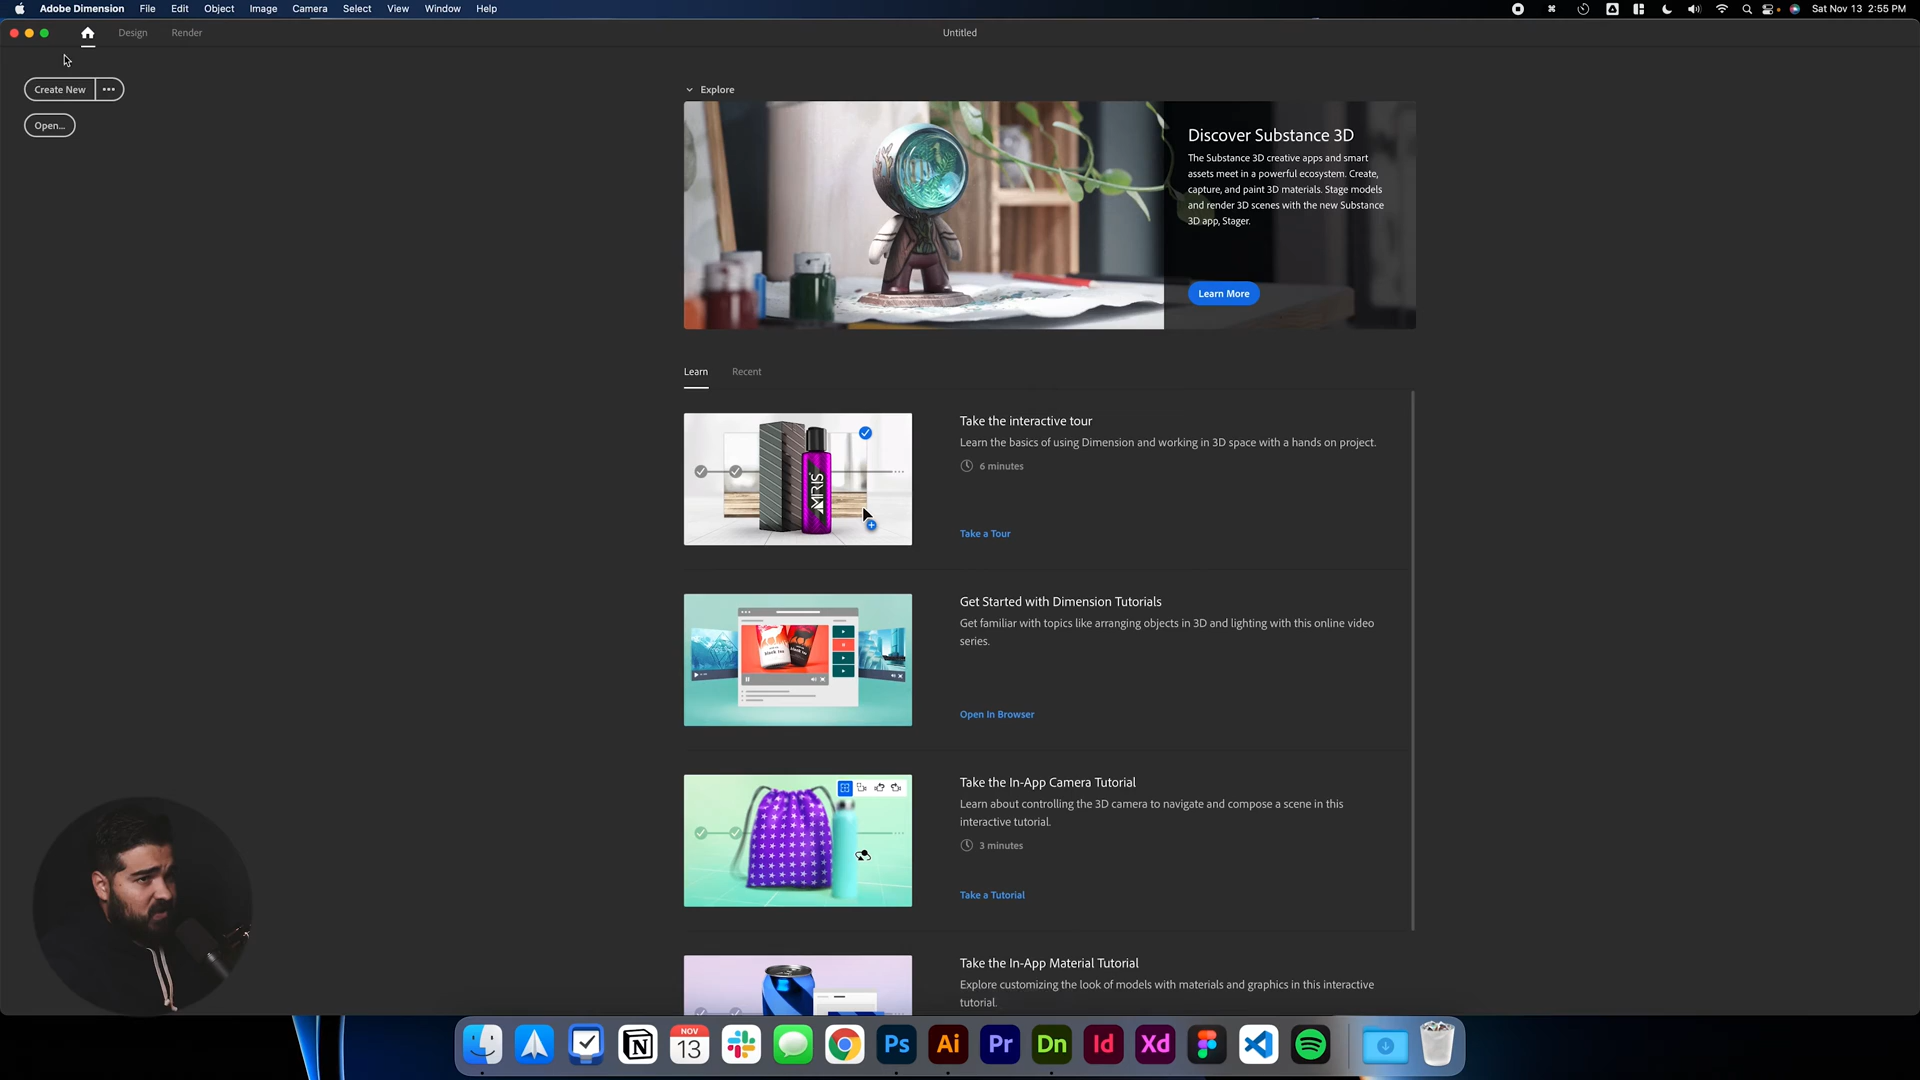 Adobe Dimension File Edit Object Image Camera Select View Window Help
Sat Nov 13 2:55 PM
Design Render
Untitled
Create New
Open...
Explore
Discover Substance 3D
The Substance 3D creative apps and smart
assets meet in a powerful ecosystem. Create,
capture, and paint 3D materials. Stage models
and render 3D scenes with the new Substance
3D app, Stager.
Learn More
Learn Recent
MRIS
Take the interactive tour
Learn the basics of using Dimension and working in 3D space with a hands on project.
6 minutes
Take a Tour
Get Started with Dimension Tutorials
Get familiar with topics like arranging objects in 3D and lighting with this online video
series.
Open In Browser
Take the In-App Camera Tutorial
Learn about controlling the 3D camera to navigate and compose a scene in this
interactive tutorial.
3 minutes
Take a Tutorial
Take the In-App Material Tutorial
Explore customizing the look of models with materials and graphics in this interactive
tutorial.
NOV
13
Ps Ai Pr Dn Id Xd